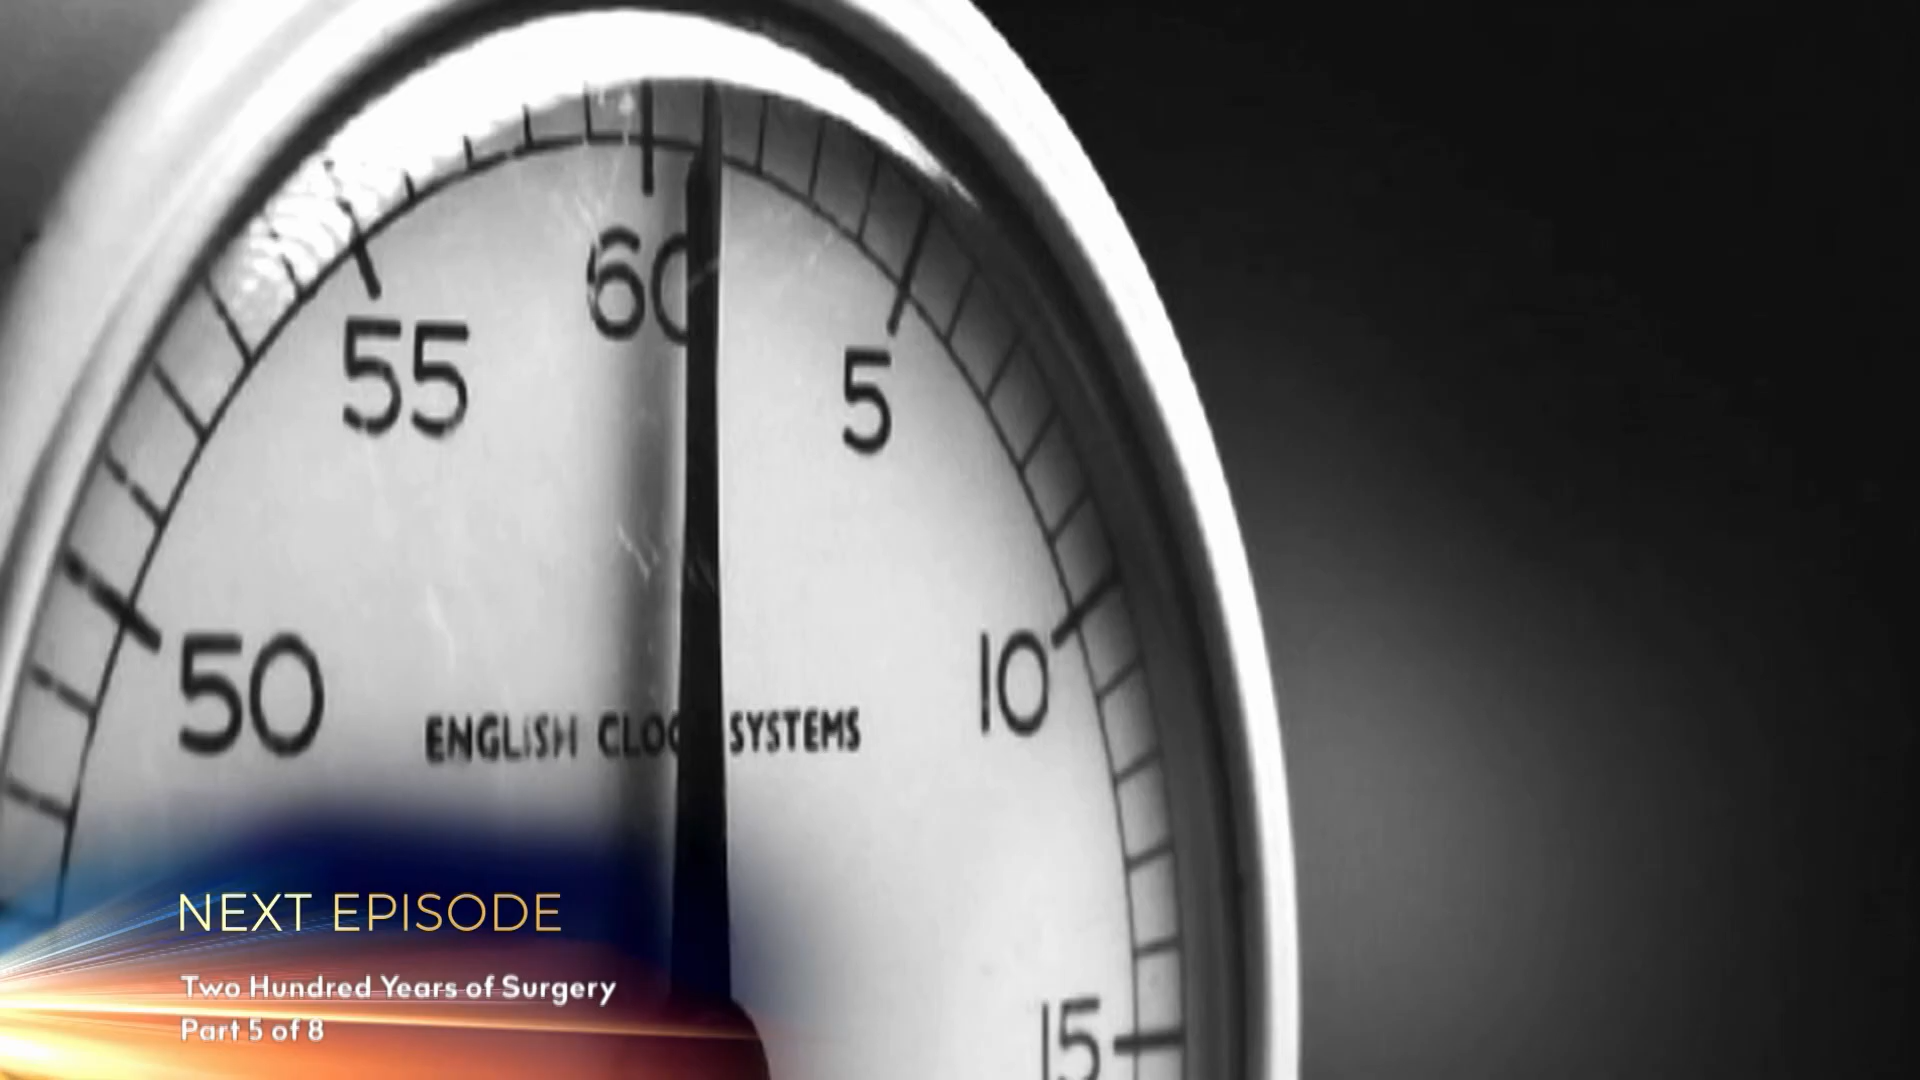 60
55
5
50
10
ENGLISH CLOC SYSTEMS
15
NEXT EPISODE
Two Hundred Years of Surgery
Part 5 of 8